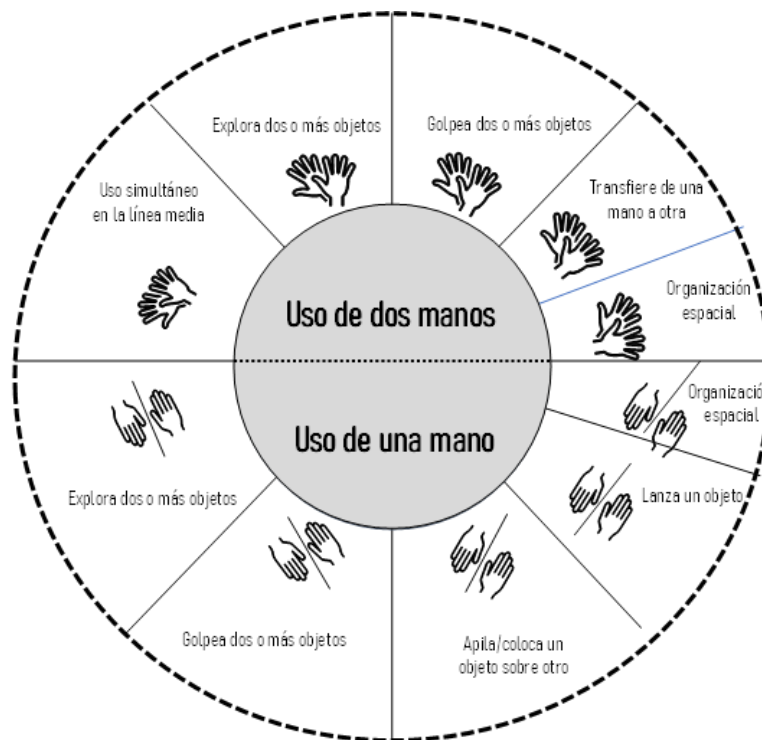 Explora dos o más objetos
Golpea dos o más objetos
Uso simultáneo
en la línea media
Transfiere de una
mano a otra
Organización
espacial
Uso de dos manos
Uso de una mano
Organización
espacial
Explora dos o más objetos
Lanza un objeto
Golpea dos o más objetos
Apila/coloca un
objeto sobre otro